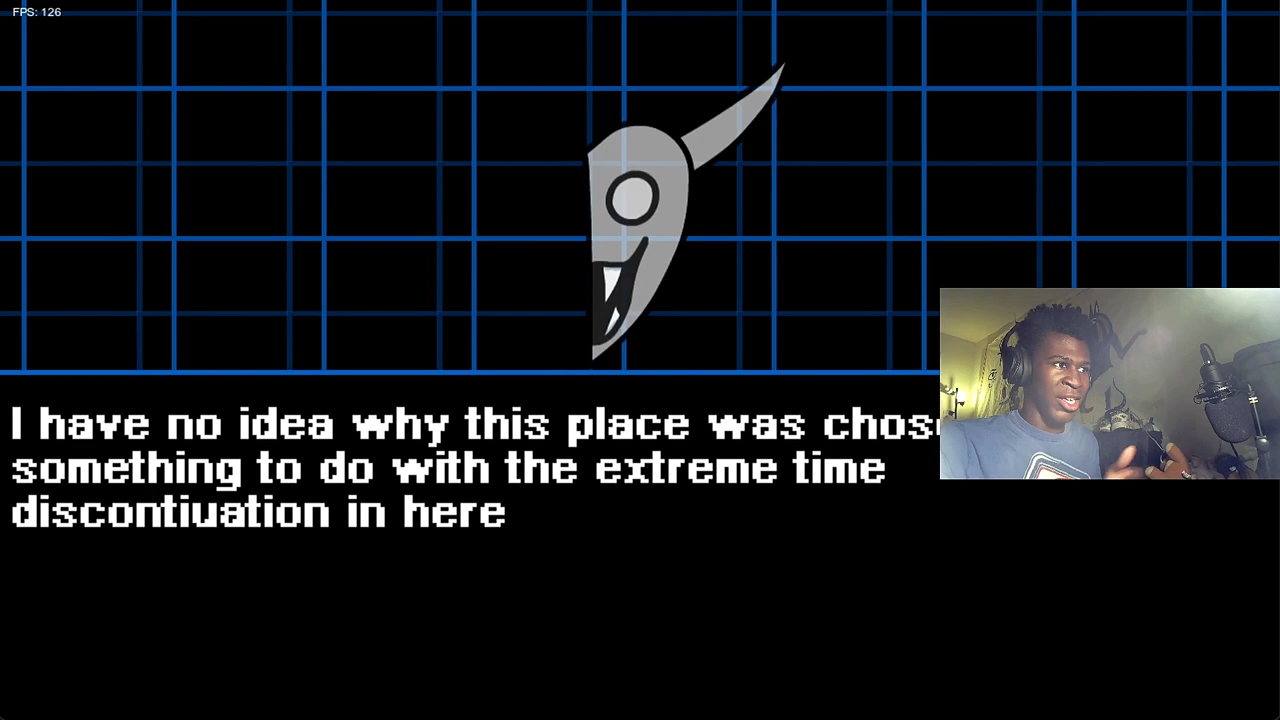 FPS: 126
I have no idea why this place was
something to do with the extreme time
discontiuation in here